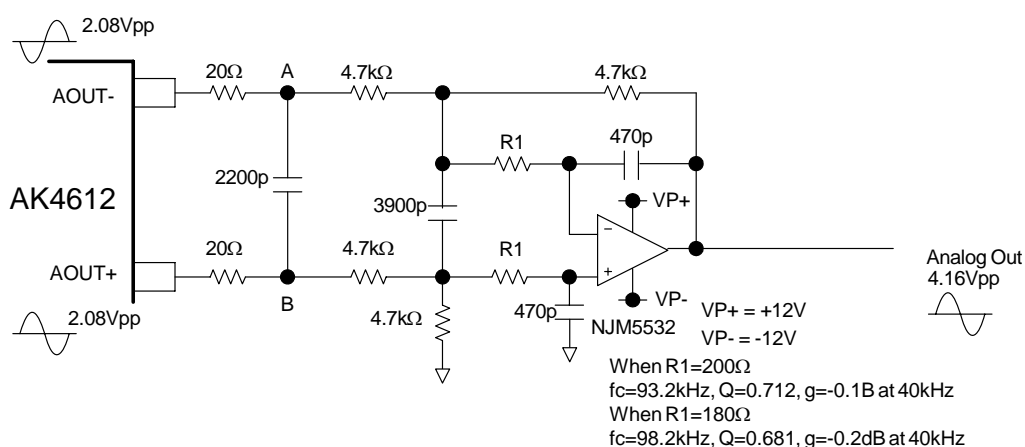 2.08Vpp
20Ω
A
4.7kΩ
4.7kΩ
AOUT-
R1
470p
2200p
AK4612
VP+
3900p
−
20Ω
4.7kΩ
R1
+
AOUT+
B
Analog Out
4.16Vpp
VP-
2.08Vpp
4.7kΩ
470p
NJM5532
VP+ = +12V
VP- = -12V
When R1=200Ω
fc=93.2kHz, Q=0.712, g=-0.1B at 40kHz
When R1=180Ω
fc=98.2kHz, Q=0.681, g=-0.2dB at 40kHz